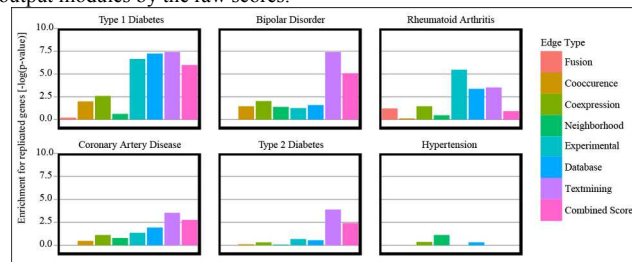 output modules by the raw scores.
Type 1 Diabetes
Bipolar Disorder
Rheumatoid Arthritis
10.0
7.5
5.0
2.5
0.0
Coronary Artery Disease
Type 2 Diabetes
Hypertension
10.0
7.5
5.0
2.5
0.0
Enrichment for replicated genes [-log(p-value)]
Edge Type
Fusion
Cooccurence
Coexpression
Neighborhood
Experimental
Database
Textmining
Combined Score